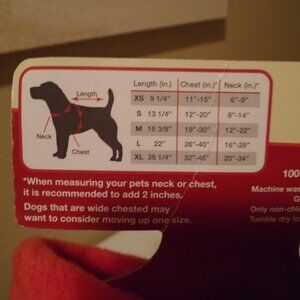 Length (in.) Chest (in.)* Neck (in.)*
XS 9 1/4" 11"-15" 6"-9"
S 13 1/4" 12"-20" 8"-14"
M 18 3/8" 18"-30" 12"-22"
L 22" 26"-40" 16"-28"
XL 26 1/4" 32"-45" 20"-34"
Length
Neck
Chest
*When measuring your pets neck or chest,
it is recommended to add 2 inches.
Dogs that are wide chested may
want to consider moving up one size.
100
Machine was
Only non-chl
Tumble dry lo